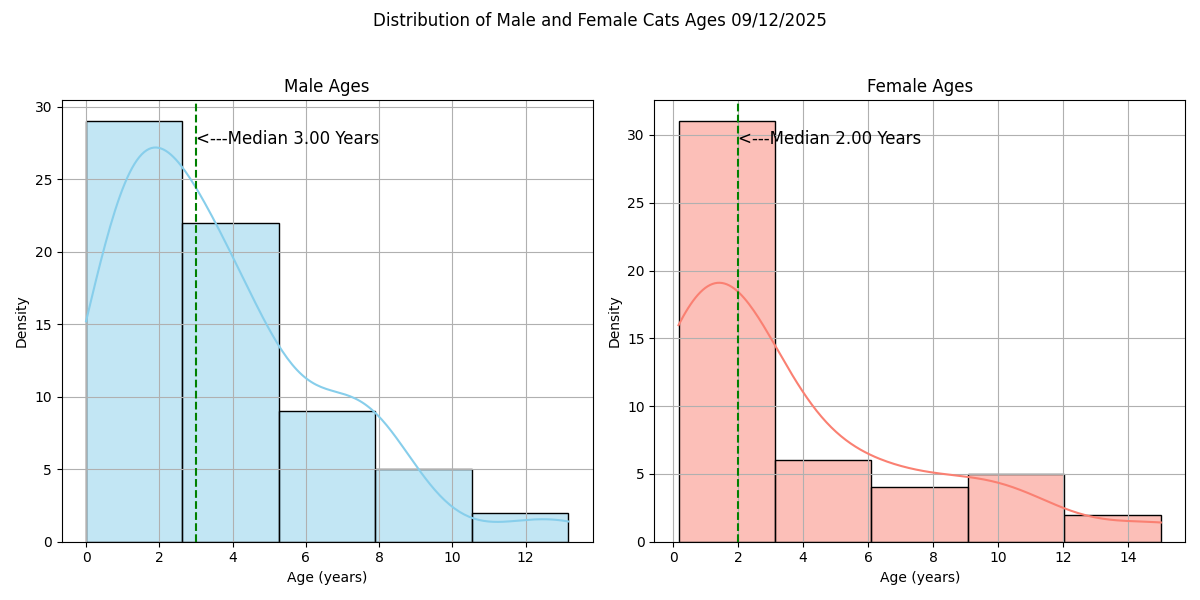 Distribution of Male and Female Cats Ages 09/12/2025
Male Ages
30
25
20
15
10
5
0
Density
<---Median 3.00 Years
0 2 4 6 8 10 12
Age (years)
Female Ages
30
25
20
15
10
5
0
Density
<---Median 2.00 Years
0 2 4 6 8 10 12 14
Age (years)